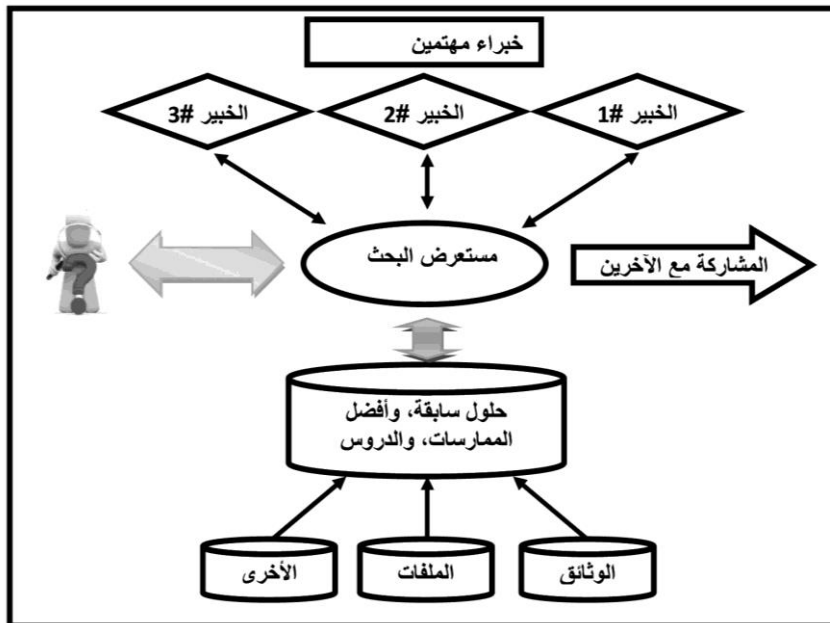 خبراء مهتمين
الخبير #1
الخبير #2
الخبير #3
مستعرض البحث
المشاركة مع الآخرين
حلول سابقة، وأفضل
الممارسات، والدروس
الوثائق
الملفات
الأخرى